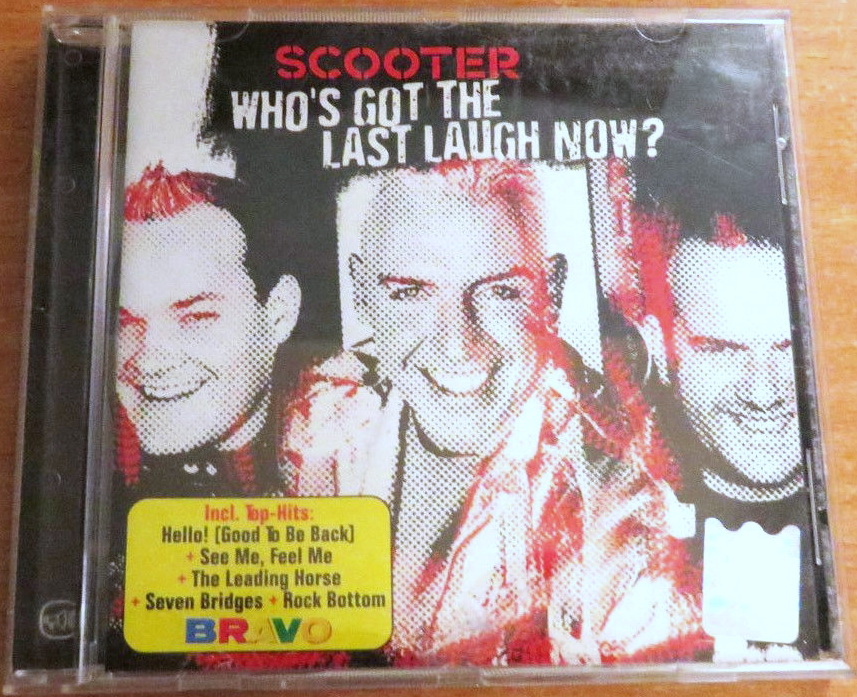 SCOOTER
WHO'S GOT THE
LAST LAUGH NOW?
Incl. Top-Hits:
Hello! [Good To Be Back]
+ See Me, Feel Me
+ The Leading Horse
+ Seven Bridges + Rock Bottom
BRAVO